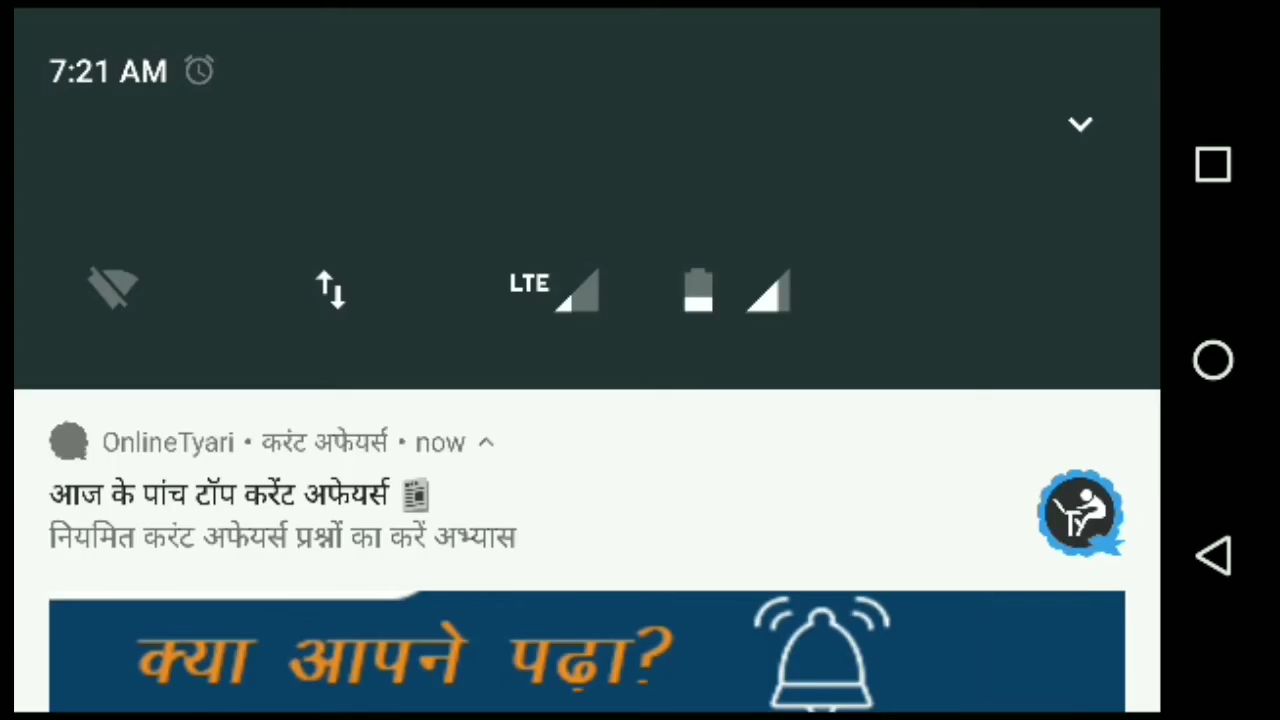 7:21 AM
LTE
OnlineTyari • करंट अफेयर्स • now
आज के पांच टॉप करेंट अफेयर्स
नियमित करंट अफेयर्स प्रश्नों का करें अभ्यास
Ty
क्या आपने पढ़ा?